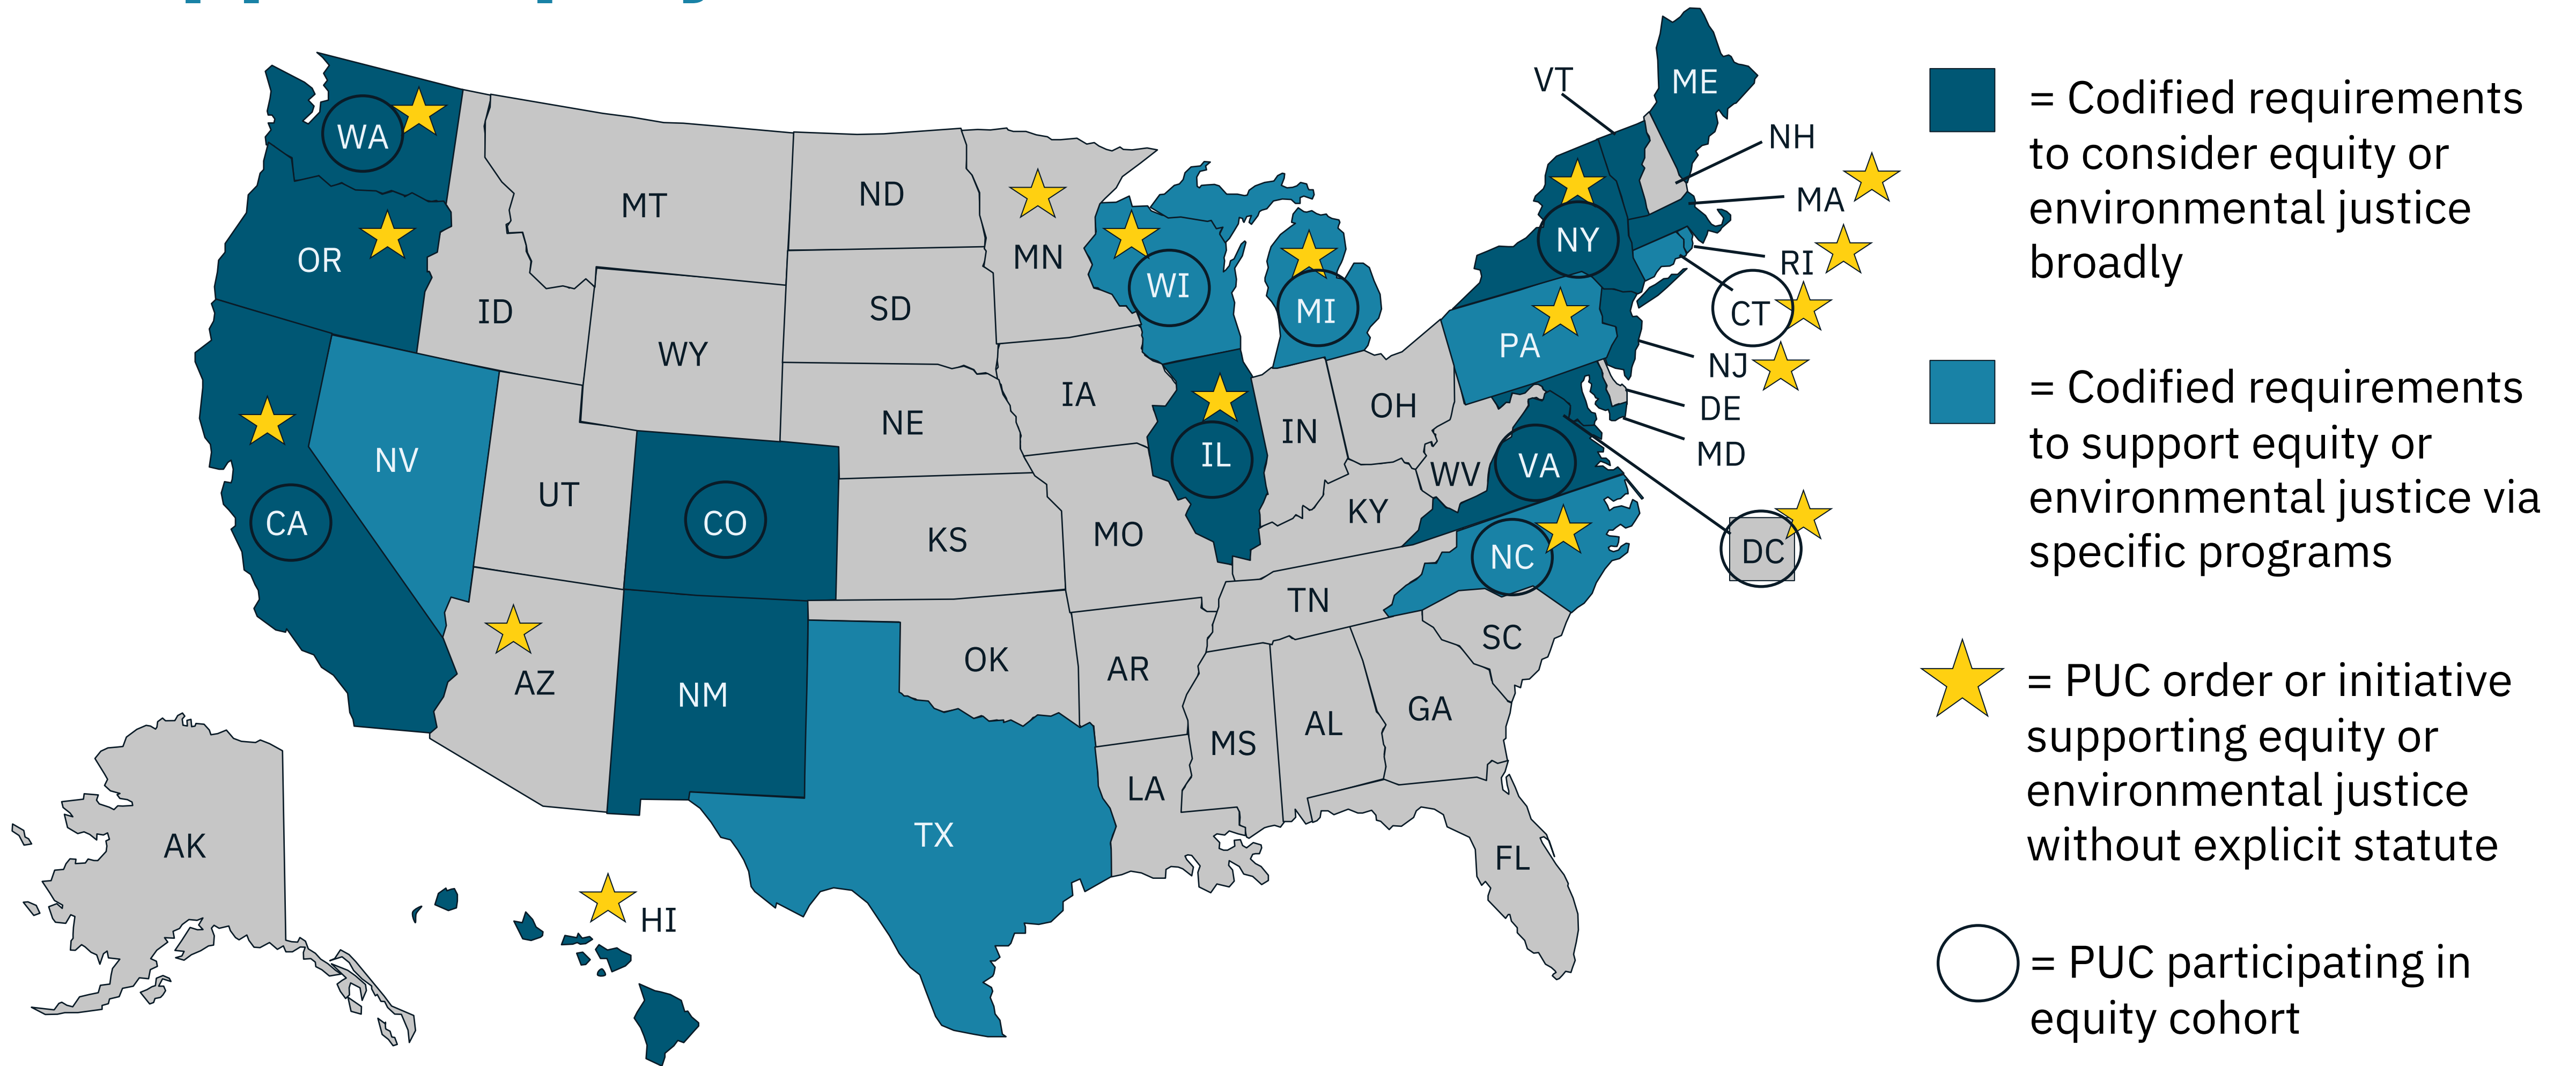 VT
ME
WA
NH
MT
ND
MA
OR
MN
NY
RI
WI
ID
SD
MI
CT
PA
WY
NJ
IA
OH
DE
NE
IN
MD
NV
IL
VA
WV
UT
CA
CO
KS
MO
KY
NC
DC
TN
SC
OK
AR
AZ
NM
GA
AL
MS
LA
TX
AK
FL
HI
= Codified requirements
to consider equity or
environmental justice
broadly
= Codified requirements
to support equity or
environmental justice via
specific programs
= PUC order or initiative
supporting equity or
environmental justice
without explicit statute
= PUC participating in
equity cohort